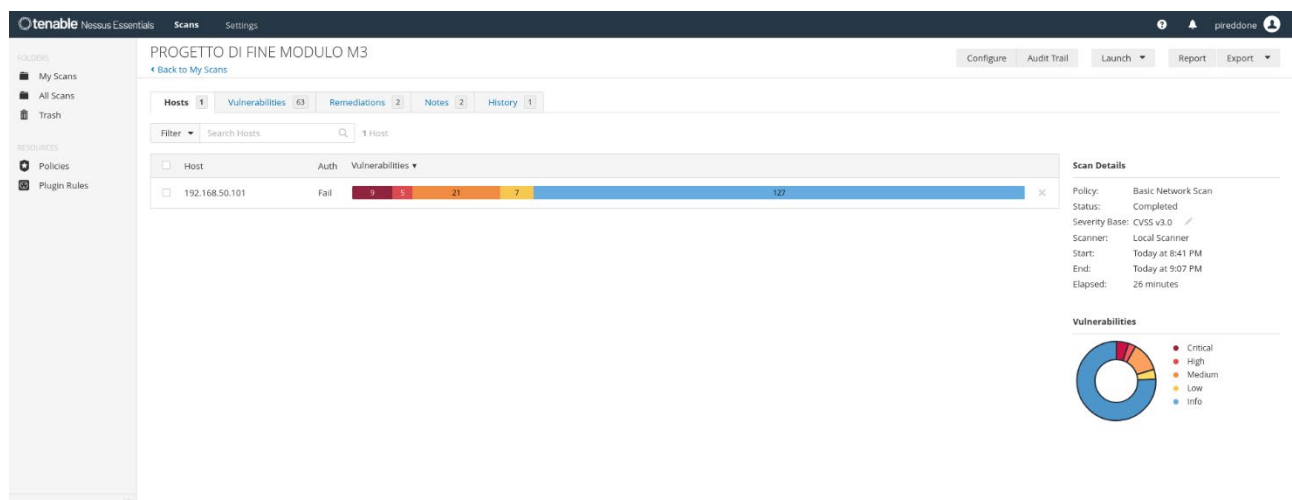 tenable Nessus Essentials Scans Settings pireddone
FOLDERS
My Scans
All Scans
Trash
RESOURCES
Policies
Plugin Rules
PROGETTO DI FINE MODULO M3
Back to My Scans
Configure Audit Trail Launch Report Export
Hosts 1 Vulnerabilities 63 Remediations 2 Notes 2 History 1
Filter Search Hosts 1 Host
Host Auth Vulnerabilities
192.168.50.101 Fail 9 5 21 7 127
Scan Details
Policy: Basic Network Scan
Status: Completed
Severity Base: CVSS v3.0
Scanner: Local Scanner
Start: Today at 8:41 PM
End: Today at 9:07 PM
Elapsed: 26 minutes
Vulnerabilities
Critical
High
Medium
Low
Info